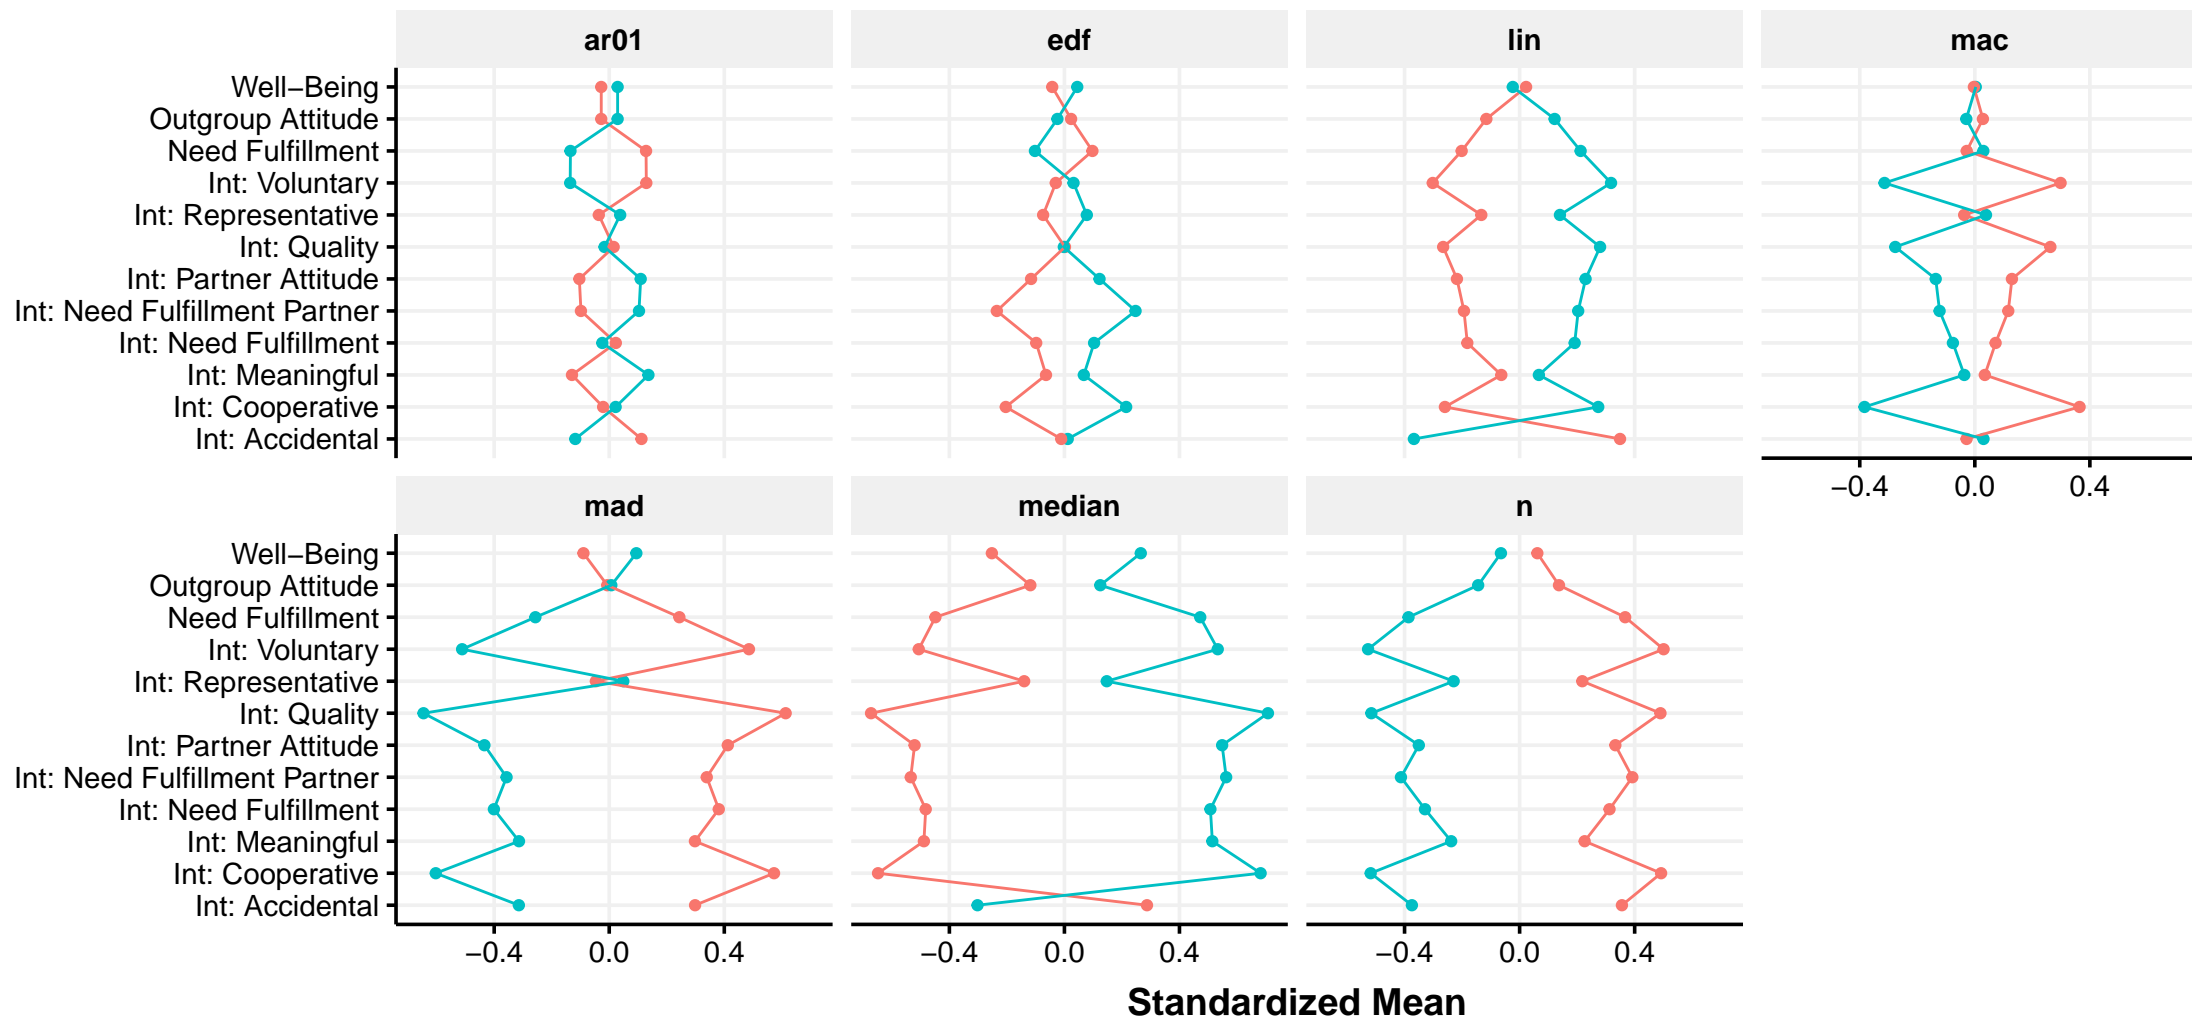 ar01 edf lin mac
Well−Being
Outgroup Attitude
Need Fulfillment
Int: Voluntary
Int: Representative
Int: Quality
Int: Partner Attitude
Int: Need Fulfillment Partner
Int: Need Fulfillment
Int: Meaningful
Int: Cooperative
Int: Accidental
−0.4 0.0 0.4
mad median n
Well−Being
Outgroup Attitude
Need Fulfillment
Int: Voluntary
Int: Representative
Int: Quality
Int: Partner Attitude
Int: Need Fulfillment Partner
Int: Need Fulfillment
Int: Meaningful
Int: Cooperative
Int: Accidental
−0.4 0.0 0.4 −0.4 0.0 0.4 −0.4 0.0 0.4
Standardized Mean